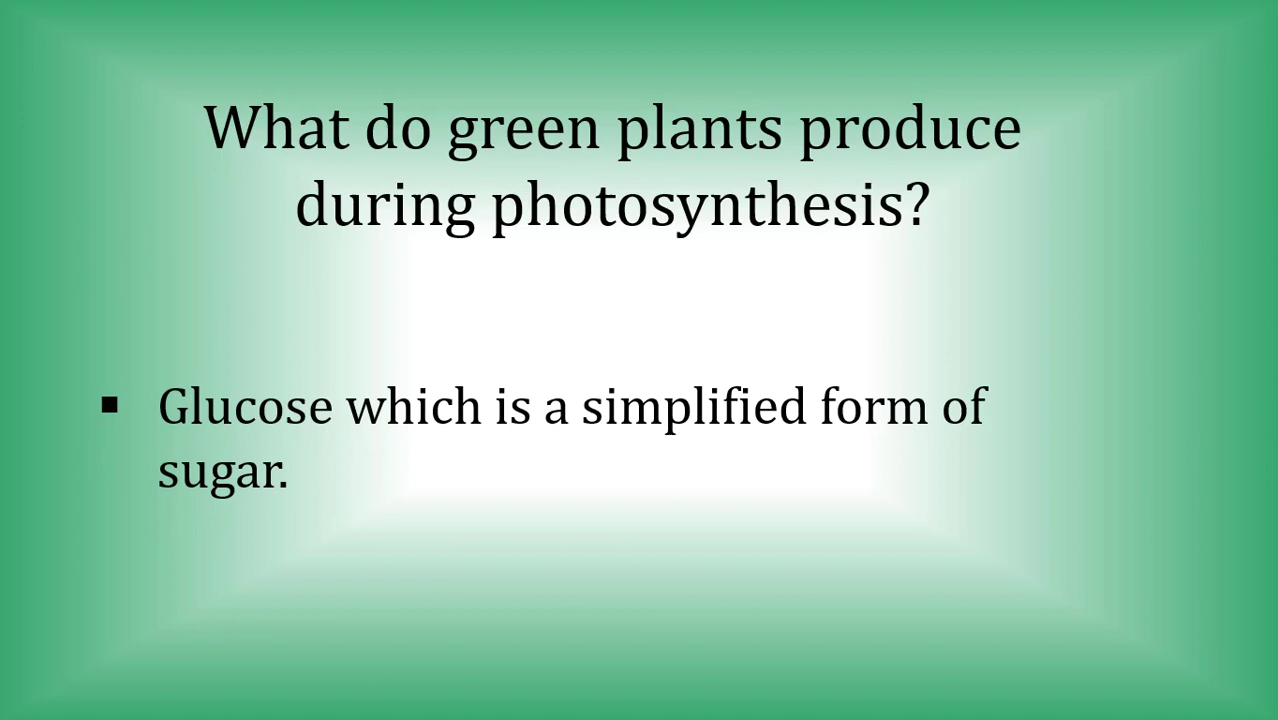 What do green plants produce
during photosynthesis?
▪ Glucose which is a simplified form of
sugar.